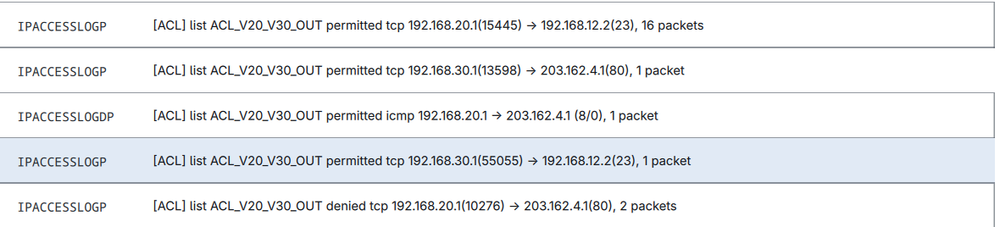 IPACCESSLOGP [ACL] list ACL_V20_V30_OUT permitted tcp 192.168.20.1(15445) → 192.168.12.2(23), 16 packets
IPACCESSLOGP [ACL] list ACL_V20_V30_OUT permitted tcp 192.168.30.1(13598) → 203.162.4.1(80), 1 packet
IPACCESSLOGDP [ACL] list ACL_V20_V30_OUT permitted icmp 192.168.20.1 → 203.162.4.1 (8/0), 1 packet
IPACCESSLOGP [ACL] list ACL_V20_V30_OUT permitted tcp 192.168.30.1(55055) → 192.168.12.2(23), 1 packet
IPACCESSLOGP [ACL] list ACL_V20_V30_OUT denied tcp 192.168.20.1(10276) → 203.162.4.1(80), 2 packets